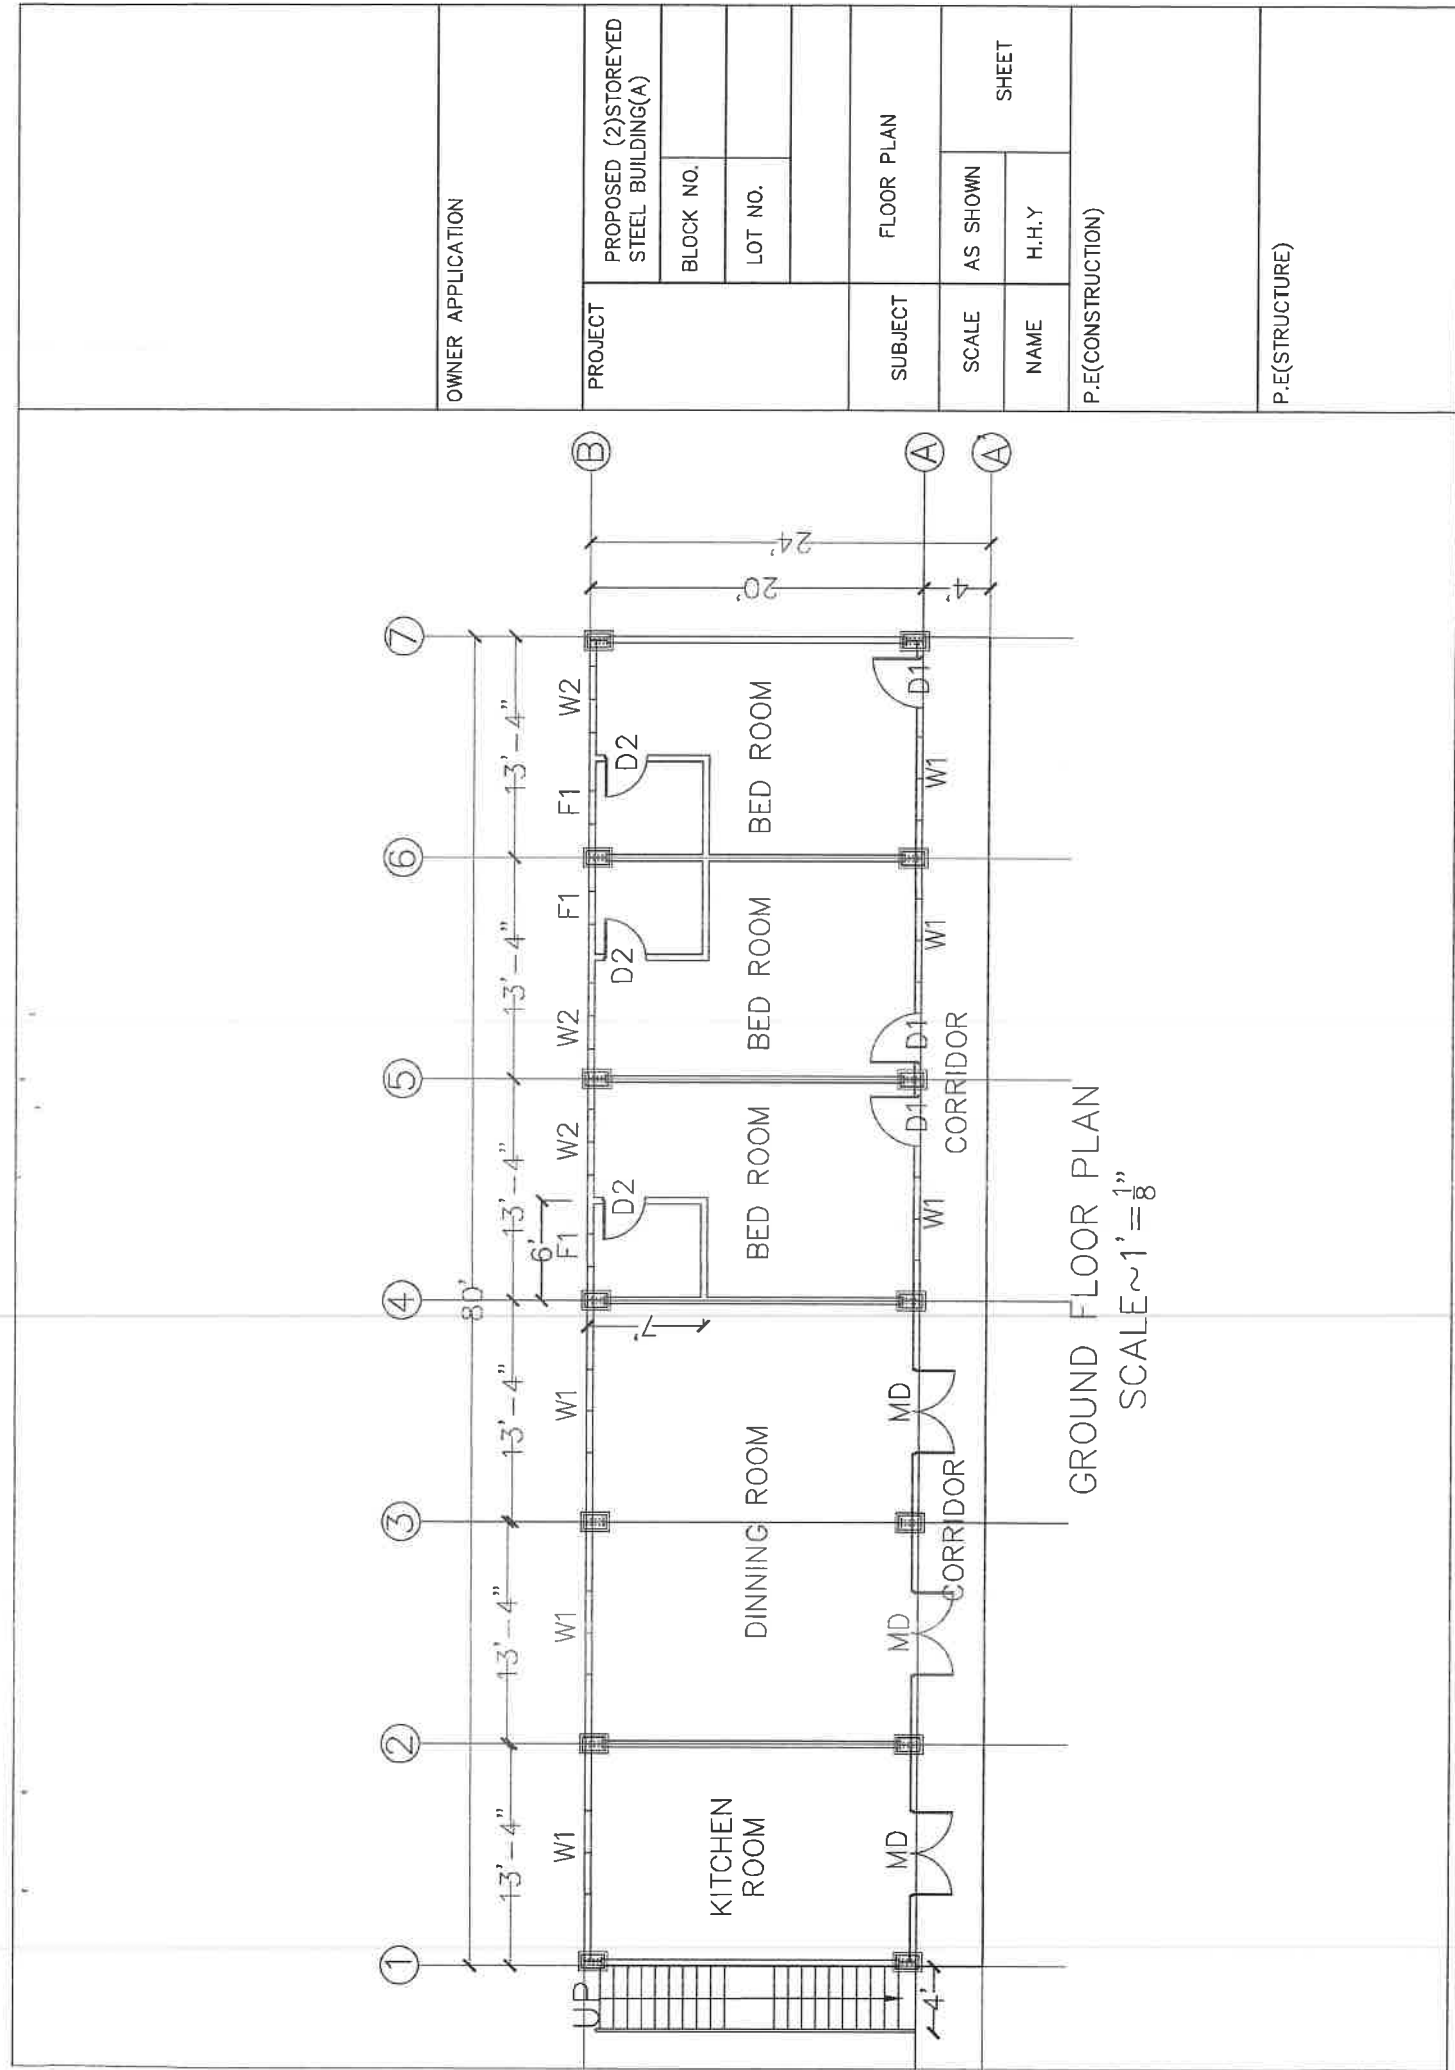 1
2
3
4
5
6
7
80'
13'-4"
13'-4"
13'-4"
13'-4"
13'-4"
13'-4"
6'
W1
W1
W1
F1
W2
W2
F1
F1
W2
B
UP
7'
D2
D2
D2
KITCHEN
ROOM
DINNING ROOM
BED ROOM
BED ROOM
BED ROOM
20'
24'
MD
MD
MD
D1
D1
D1
A
4'
W1
W1
W1
4'
CORRIDOR
CORRIDOR
A'
GROUND FLOOR PLAN
SCALE~1'=1/8"
OWNER APPLICATION
PROJECT
PROPOSED (2)STOREYED
STEEL BUILDING(A)
BLOCK NO.
LOT NO.
SUBJECT
FLOOR PLAN
SCALE
AS SHOWN
SHEET
NAME
H.H.Y
P.E(CONSTRUCTION)
P.E(STRUCTURE)